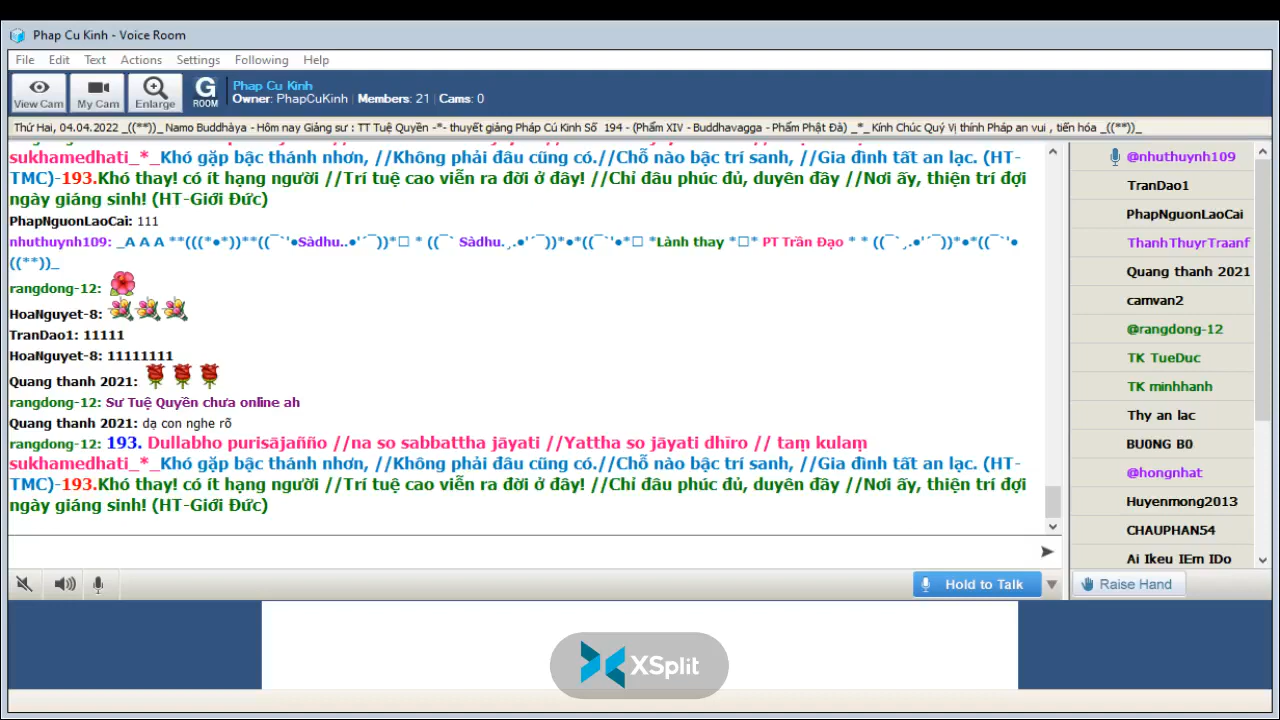 Phap Cu Kinh - Voice Room
File Edit Text Actions Settings Following Help
View Cam My Cam Enlarge G ROOM
Phap Cu Kinh
Owner: PhapCuKinh Members: 21 Cams: 0
Thứ Hai, 04.04.2022 _((**))_ Namo Buddhàya - Hôm nay Giảng sư : TT Tuệ Quyền -*- thuyết giảng Pháp Cú Kinh Số 194 - (Phẩm XIV - Buddhavagga - Phẩm Phật Đà) _*_ Kính Chúc Quý Vị thính Pháp an vui , tiến hóa _((**))_
sukhamedhati_*_Khó gặp bậc thánh nhơn, //Không phải đâu cũng có.//Chỗ nào bậc trí sanh, //Gia đình tất an lạc. (HT-
TMC)-193.Khó thay! có ít hạng người //Trí tuệ cao viễn ra đời ở đây! //Chỉ đâu phúc đủ, duyên đầy //Nơi ấy, thiện trí đợi
ngày giáng sinh! (HT-Giới Đức)
PhapNguonLaoCai: 111
nhuthuynh109: _A A A **(((*●*))**((¯`'●Sàdhu..●'´¯))*□ * ((¯` Sàdhu.¸.●'´¯))*●*((¯`'●*□ *Lành thay *□* PT Trần Đạo * * ((¯`¸.●'´¯))*●*((¯`'●
((**))_
rangdong-12:
HoaNguyet-8:
TranDao1: 11111
HoaNguyet-8: 11111111
Quang thanh 2021:
rangdong-12: Sư Tuệ Quyền chưa online ah
Quang thanh 2021: dạ con nghe rõ
rangdong-12: 193. Dullabho purisājañño //na so sabbattha jāyati //Yattha so jāyati dhīro // taṃ kulaṃ
sukhamedhati_*_Khó gặp bậc thánh nhơn, //Không phải đâu cũng có.//Chỗ nào bậc trí sanh, //Gia đình tất an lạc. (HT-
TMC)-193.Khó thay! có ít hạng người //Trí tuệ cao viễn ra đời ở đây! //Chỉ đâu phúc đủ, duyên đầy //Nơi ấy, thiện trí đợi
ngày giáng sinh! (HT-Giới Đức)
@nhuthuynh109
TranDao1
PhapNguonLaoCai
ThanhThuyrTraanf
Quang thanh 2021
camvan2
@rangdong-12
TK TueDuc
TK minhhanh
Thy an lac
BU0NG B0
@hongnhat
Huyenmong2013
CHAUPHAN54
Ai Ikeu IEm IDo
Hold to Talk
Raise Hand
XSplit